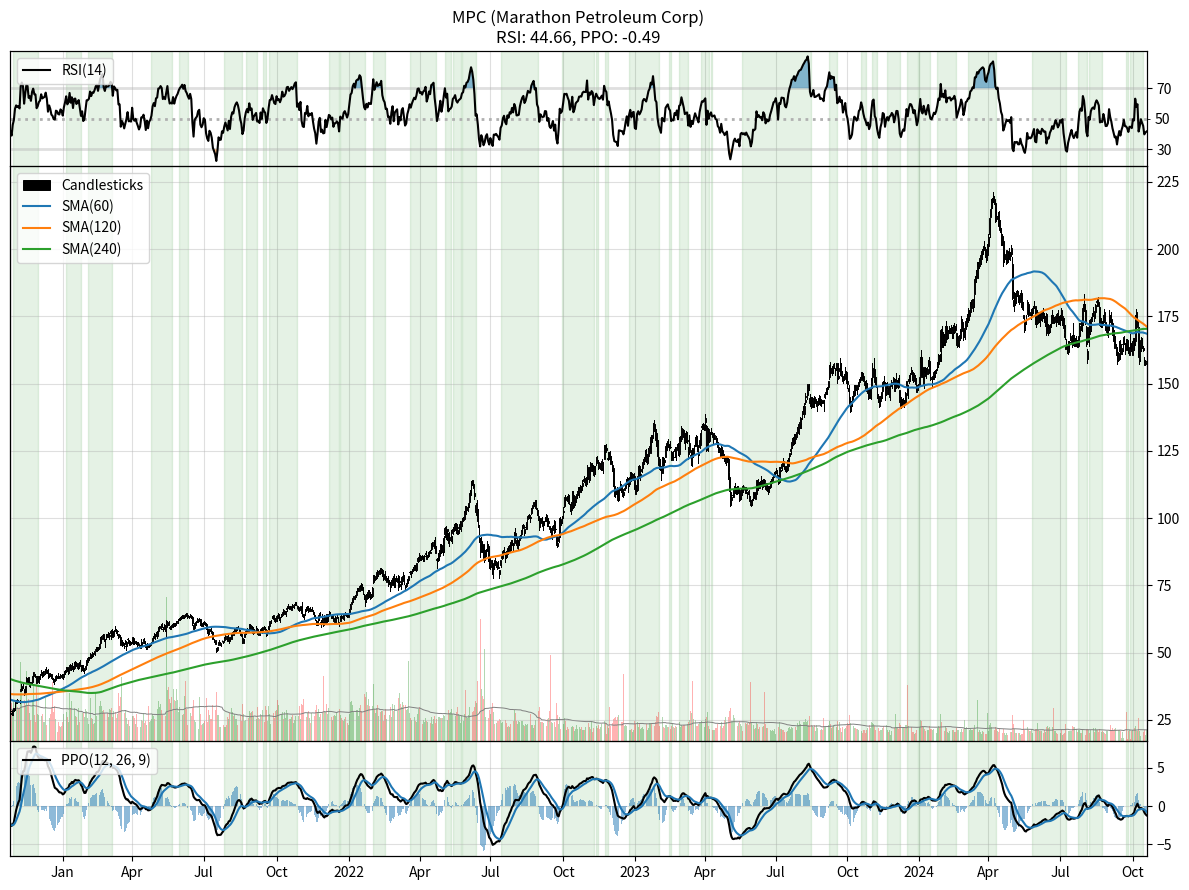 MPC (Marathon Petroleum Corp)
RSI: 44.66, PPO: -0.49
RSI(14)
70
50
30
Candlesticks
SMA(60)
SMA(120)
SMA(240)
225
200
175
150
125
100
75
50
25
PPO(12, 26, 9)
5
0
−5
Jan Apr Jul Oct 2022 Apr Jul Oct 2023 Apr Jul Oct 2024 Apr Jul Oct